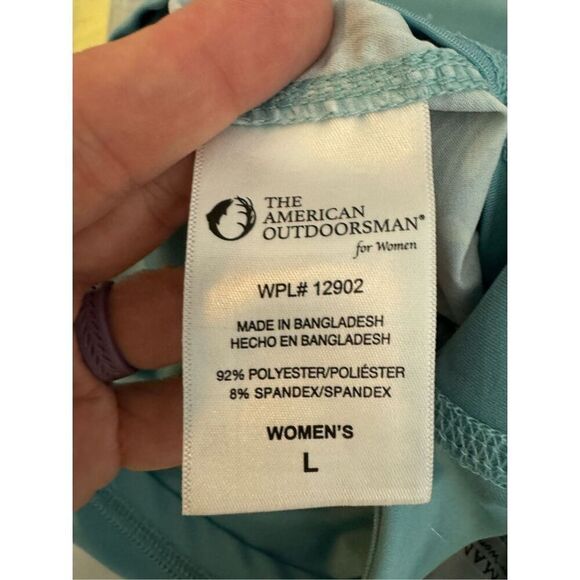 THE
AMERICAN
OUTDOORSMAN®
for Women
WPL# 12902
MADE IN BANGLADESH
HECHO EN BANGLADESH
92% POLYESTER/POLIÉSTER
8% SPANDEX/SPANDEX
WOMEN'S
L